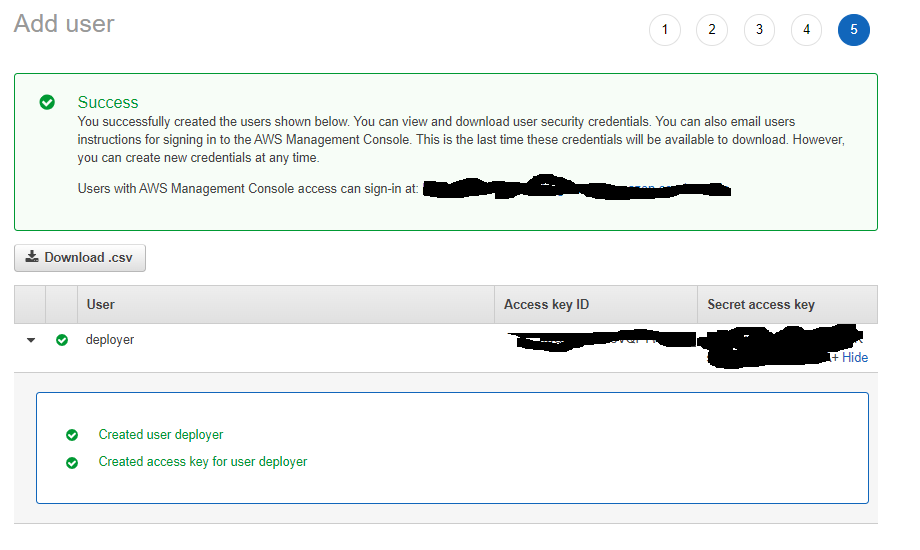 Add user
1 2 3 4 5
Success
You successfully created the users shown below. You can view and download user security credentials. You can also email users
instructions for signing in to the AWS Management Console. This is the last time these credentials will be available to download. However,
you can create new credentials at any time.
Users with AWS Management Console access can sign-in at:
Download .csv
User Access key ID Secret access key
deployer
+ Hide
Created user deployer
Created access key for user deployer